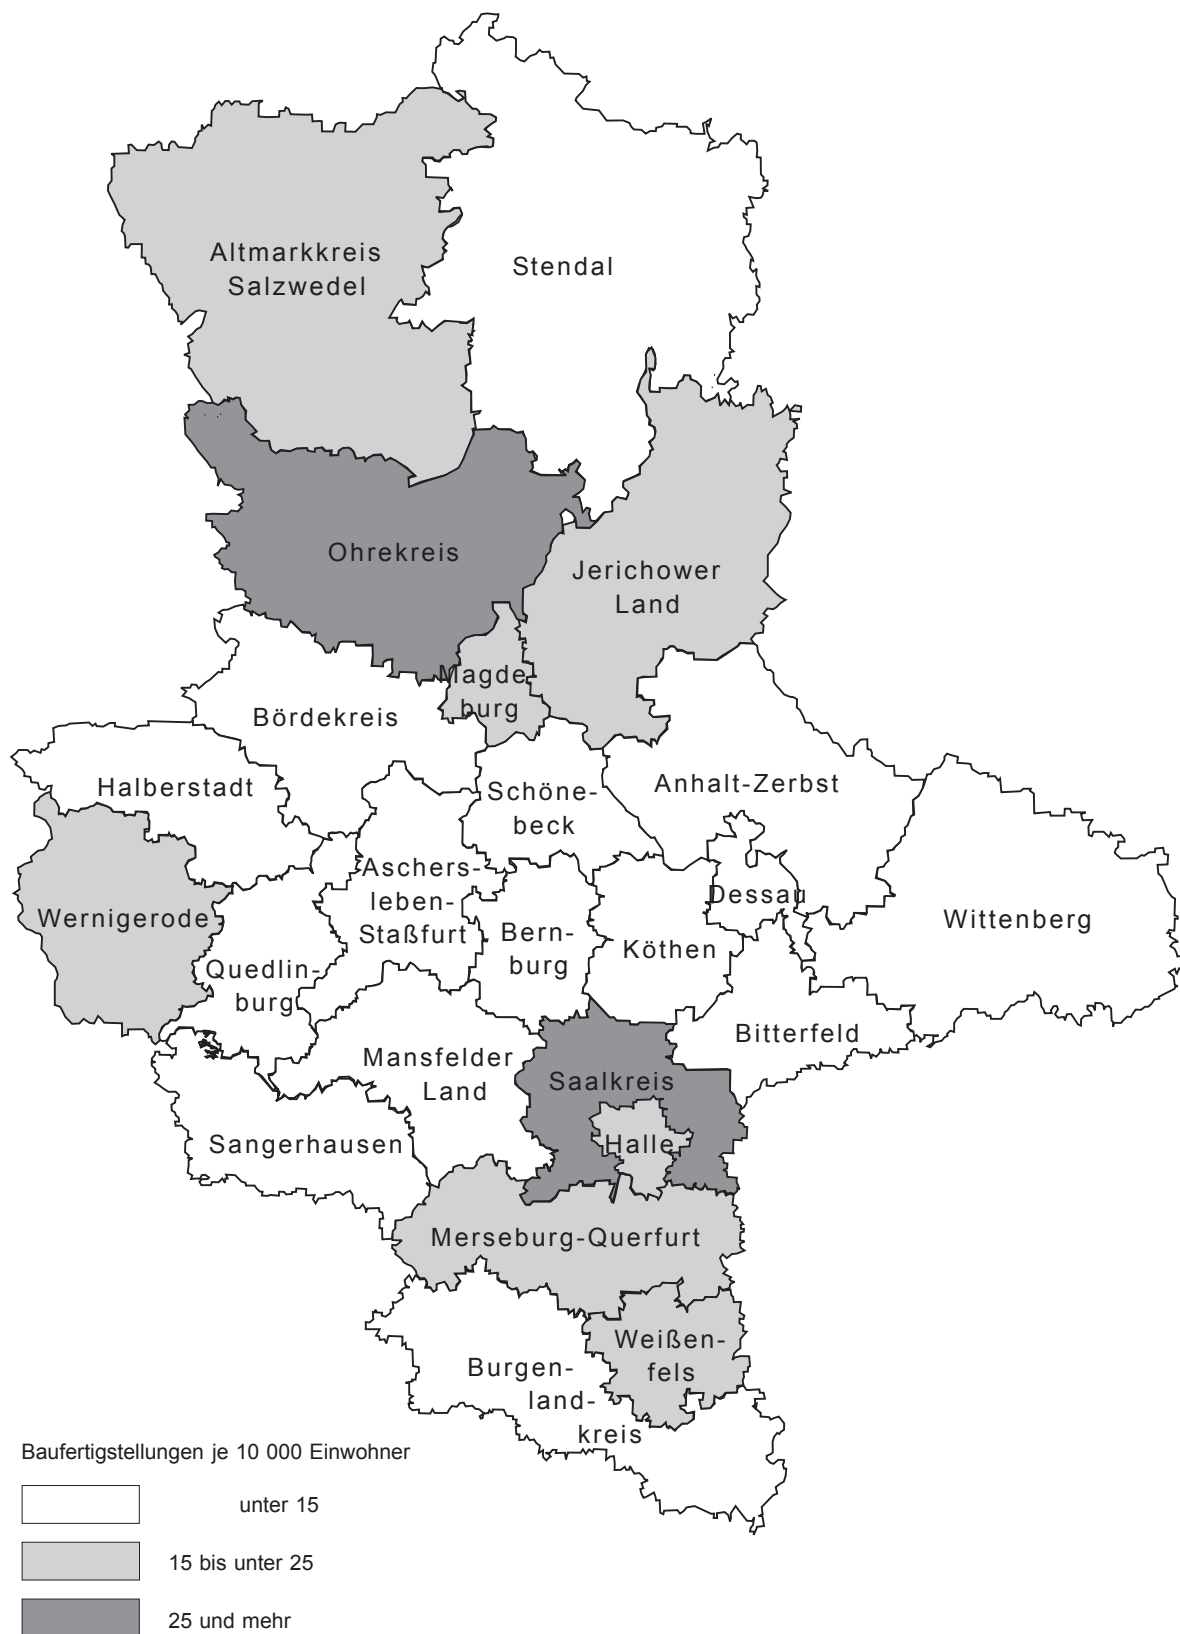 Altmarkkreis
Salzwedel
Stendal
Ohrekreis
Jerichower
Land
Magde
burg
Bördekreis
Halberstadt
Schöne-
beck
Anhalt-Zerbst
Aschers-
leben-
Staßfurt
Dessau
Wernigerode
Wittenberg
Bern-
burg
Köthen
Quedlin-
burg
Bitterfeld
Mansfelder
Land
Saalkreis
Sangerhausen
Halle
Merseburg-Querfurt
Weißen-
fels
Burgen-
land-
kreis
Baufertigstellungen je 10 000 Einwohner
unter 15
15 bis unter 25
25 und mehr